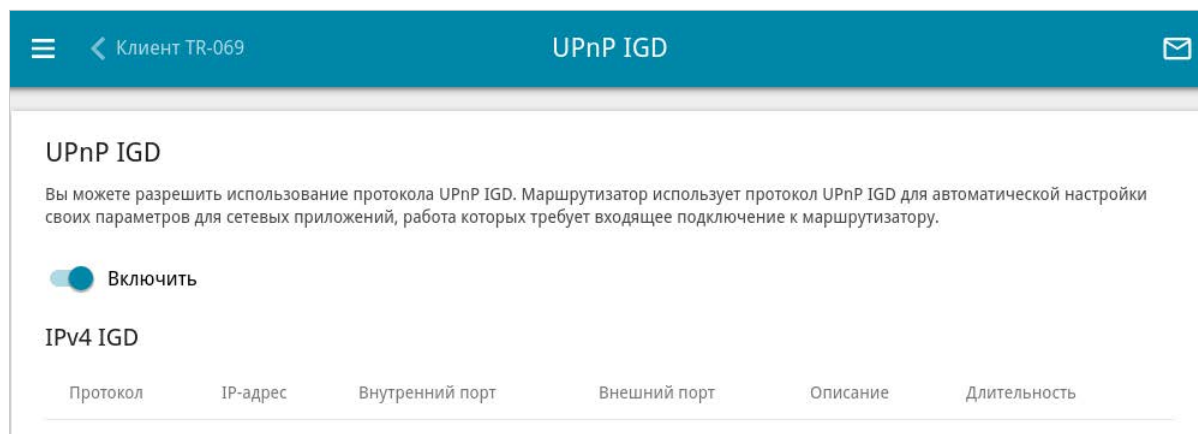 Клиент TR-069 UPnP IGD
UPnP IGD
Вы можете разрешить использование протокола UPnP IGD. Маршрутизатор использует протокол UPnP IGD для автоматической настройки
своих параметров для сетевых приложений, работа которых требует входящее подключение к маршрутизатору.
Включить
IPv4 IGD
Протокол IP-адрес Внутренний порт Внешний порт Описание Длительность